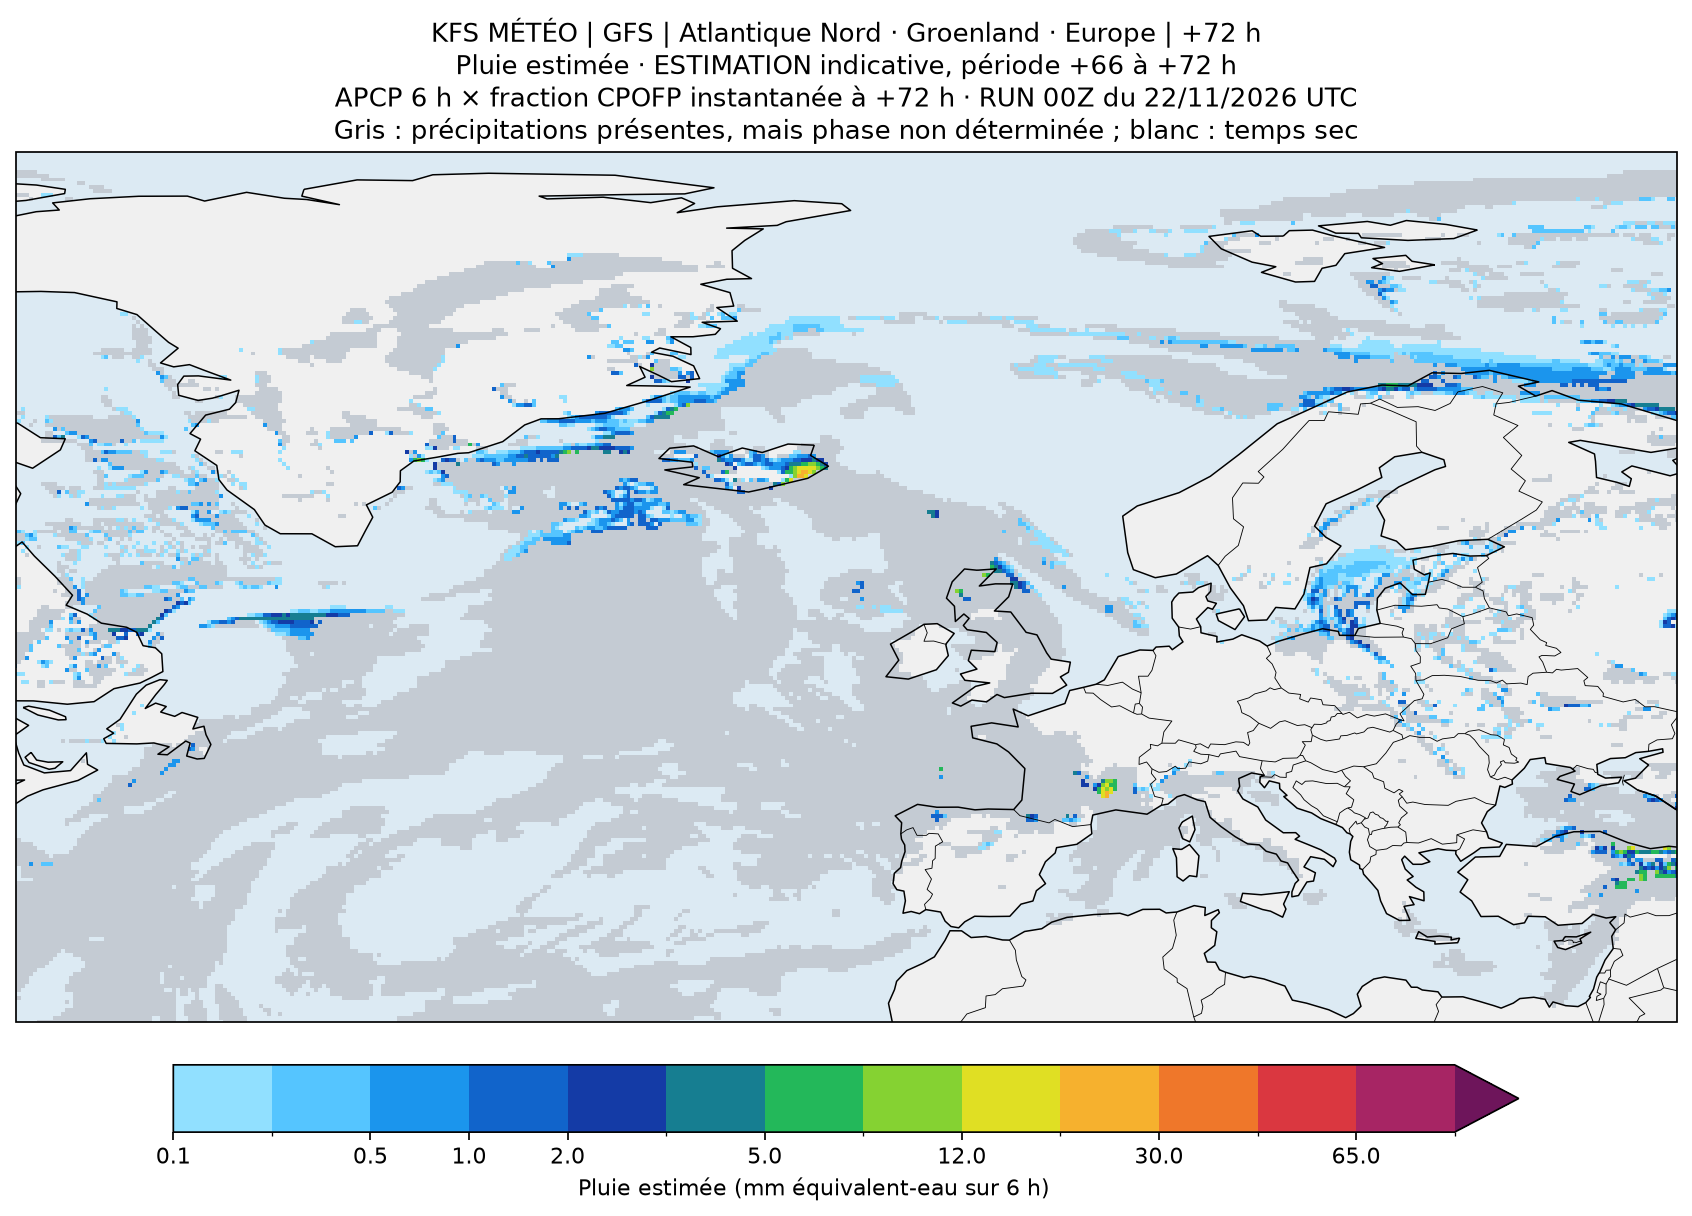 KFS MÉTÉO | GFS | Atlantique Nord · Groenland · Europe | +72 h
Pluie estimée · ESTIMATION indicative, période +66 à +72 h
APCP 6 h × fraction CPOFP instantanée à +72 h · RUN 00Z du 22/11/2026 UTC
Gris : précipitations présentes, mais phase non déterminée ; blanc : temps sec
0.1 0.5 1.0 2.0 5.0 12.0 30.0 65.0
Pluie estimée (mm équivalent-eau sur 6 h)